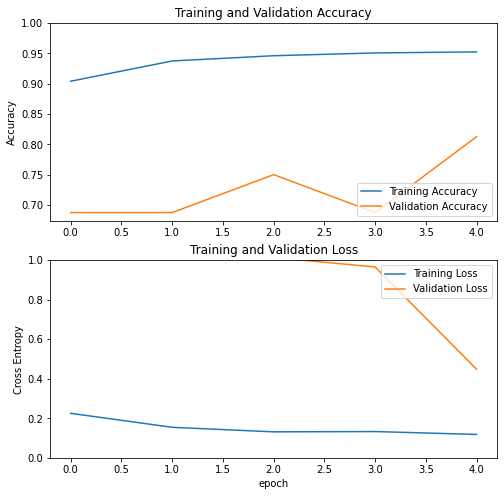 Training and Validation Accuracy
1.00
0.95
0.90
0.85
0.80
0.75
0.70
Accuracy
Training Accuracy
Validation Accuracy
0.0 0.5 1.0 1.5 2.0 2.5 3.0 3.5 4.0
Training and Validation Loss
1.0
0.8
0.6
0.4
0.2
0.0
Cross Entropy
Training Loss
Validation Loss
0.0 0.5 1.0 1.5 2.0 2.5 3.0 3.5 4.0
epoch